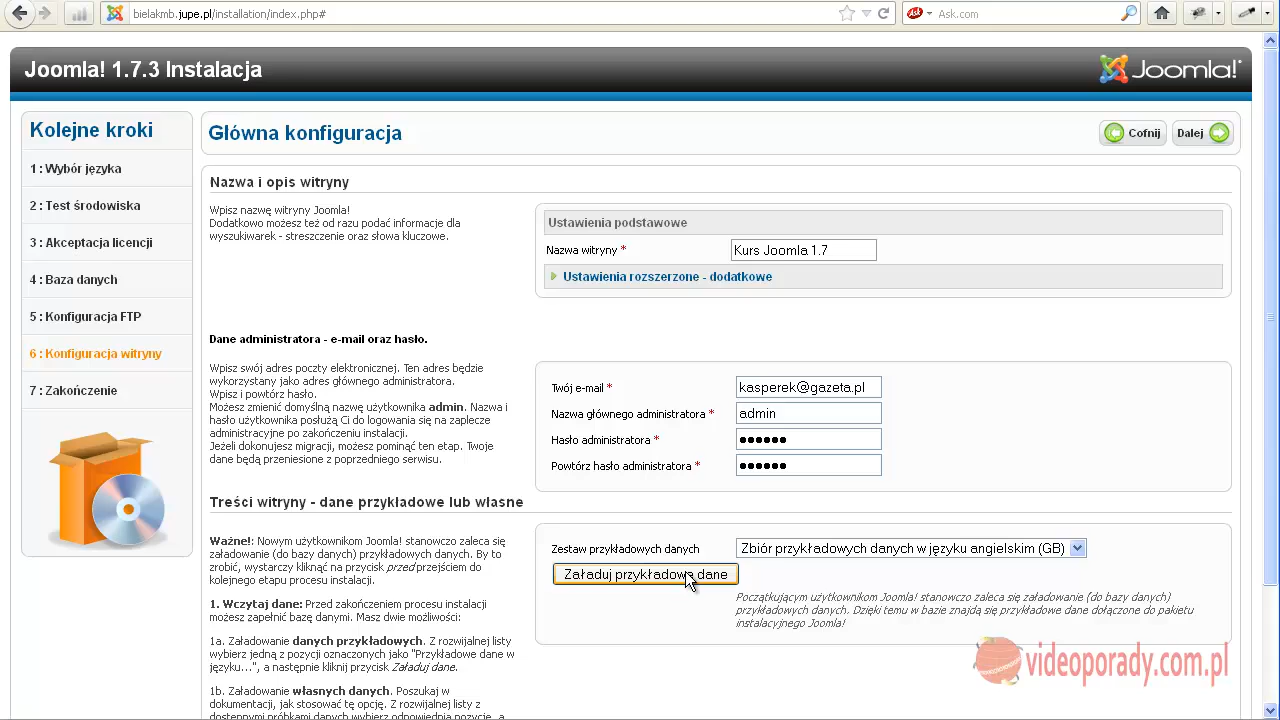 bielakmb.jupe.pl/installation/index.php#
Ask.com
Joomla! 1.7.3 Instalacja
Joomla!
Kolejne kroki
1 : Wybór języka
2 : Test środowiska
3 : Akceptacja licencji
4 : Baza danych
5 : Konfiguracja FTP
6 : Konfiguracja witryny
7 : Zakończenie
Główna konfiguracja
Cofnij
Dalej
Nazwa i opis witryny
Wpisz nazwę witryny Joomla!
Dodatkowo możesz też od razu podać informacje dla
wyszukiwarek - streszczenie oraz słowa kluczowe.
Ustawienia podstawowe
Nazwa witryny * Kurs Joomla 1.7
Ustawienia rozszerzone - dodatkowe
Dane administratora - e-mail oraz hasło.
Wpisz swój adres poczty elektronicznej. Ten adres będzie
wykorzystany jako adres głównego administratora.
Wpisz i powtórz hasło.
Możesz zmienić domyślną nazwę użytkownika admin. Nazwa i
hasło użytkownika posłużą Ci do logowania się na zaplecze
administracyjne po zakończeniu instalacji.
Jeżeli dokonujesz migracji, możesz pominąć ten etap. Twoje
dane będą przeniesione z poprzedniego serwisu.
Twój e-mail * kasperek@gazeta.pl
Nazwa głównego administratora * admin
Hasło administratora * ●●●●●●
Powtórz hasło administratora * ●●●●●●
Treści witryny - dane przykładowe lub własne
Ważne!: Nowym użytkownikom Joomla! stanowczo zaleca się
załadowanie (do bazy danych) przykładowych danych. By to
zrobić, wystarczy kliknąć na przycisk przed przejściem do
kolejnego etapu procesu instalacji.
1. Wczytaj dane: Przed zakończeniem procesu instalacji
możesz zapełnić bazę danymi. Masz dwie możliwości:
1a. Załadowanie danych przykładowych. Z rozwijalnej listy
wybierz jedną z pozycji oznaczonych jako "Przykładowe dane w
języku...", a następnie kliknij przycisk Załaduj dane.
1b. Załadowanie własnych danych. Poszukaj w
dokumentacji, jak stosować tę opcję. Z rozwijalnej listy z
dostępnymi próbkami danych wybierz odpowiednią pozycję, a
Zestaw przykładowych danych Zbiór przykładowych danych w języku angielskim (GB)
Załaduj przykładowe dane
Początkującym użytkownikom Joomla! stanowczo zaleca się załadowanie (do bazy danych)
przykładowych danych. Dzięki temu w bazie znajdą się przykładowe dane dołączone do pakietu
instalacyjnego Joomla!
videoporady.com.pl